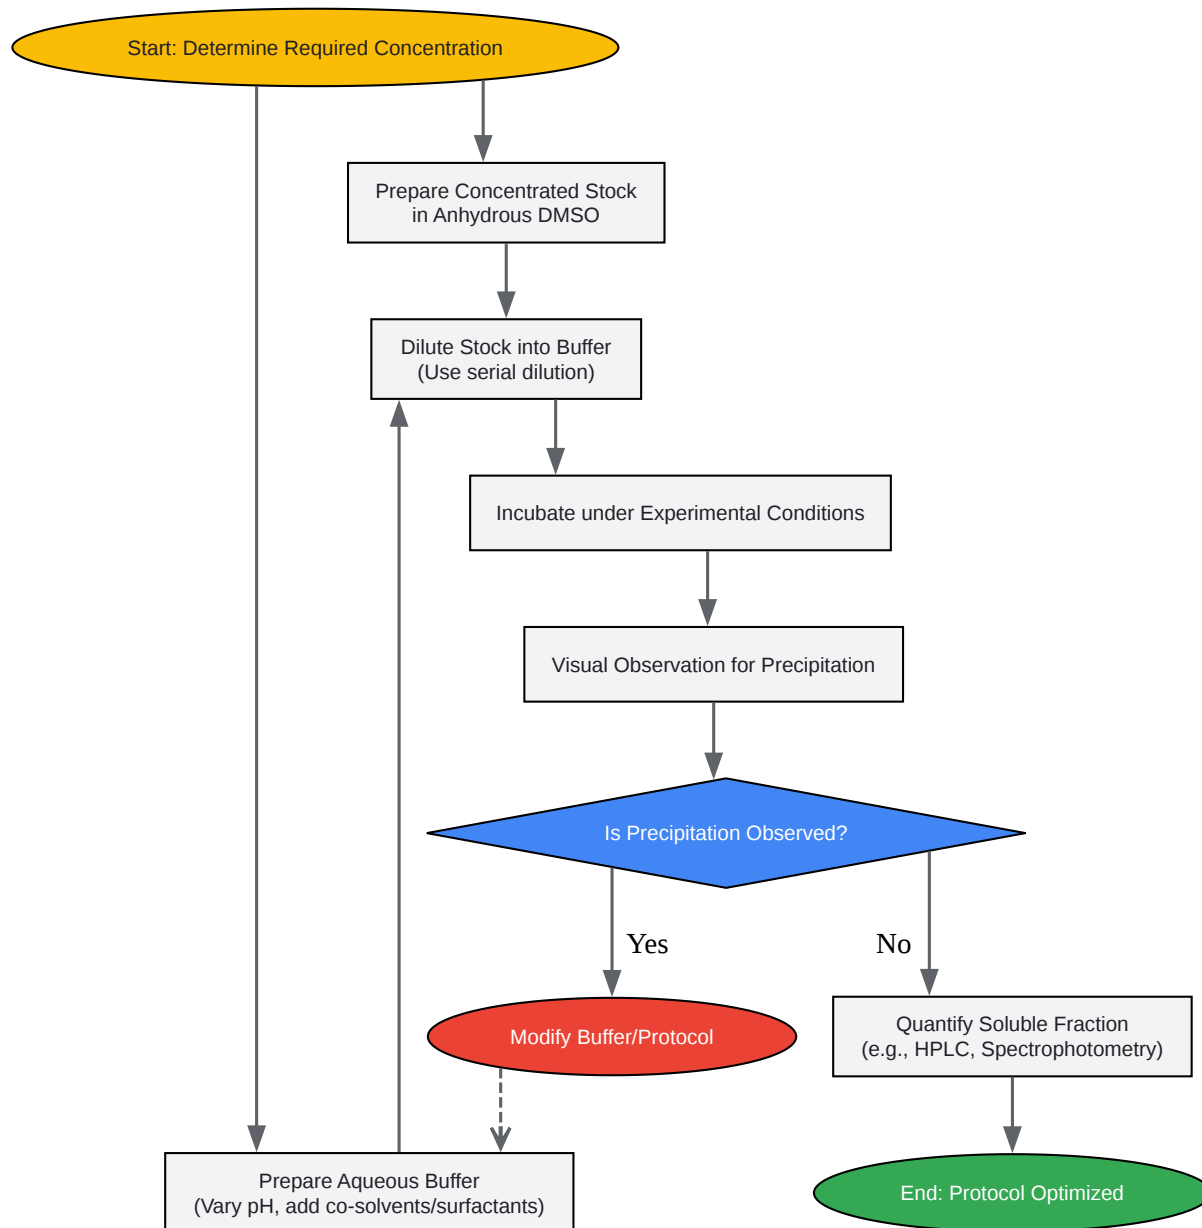 Start: Determine Required Concentration
Prepare Concentrated Stock
in Anhydrous DMSO
Dilute Stock into Buffer
(Use serial dilution)
Incubate under Experimental Conditions
Visual Observation for Precipitation
Is Precipitation Observed?
Yes
No
Modify Buffer/Protocol
Quantify Soluble Fraction
(e.g., HPLC, Spectrophotometry)
Prepare Aqueous Buffer
(Vary pH, add co-solvents/surfactants)
End: Protocol Optimized